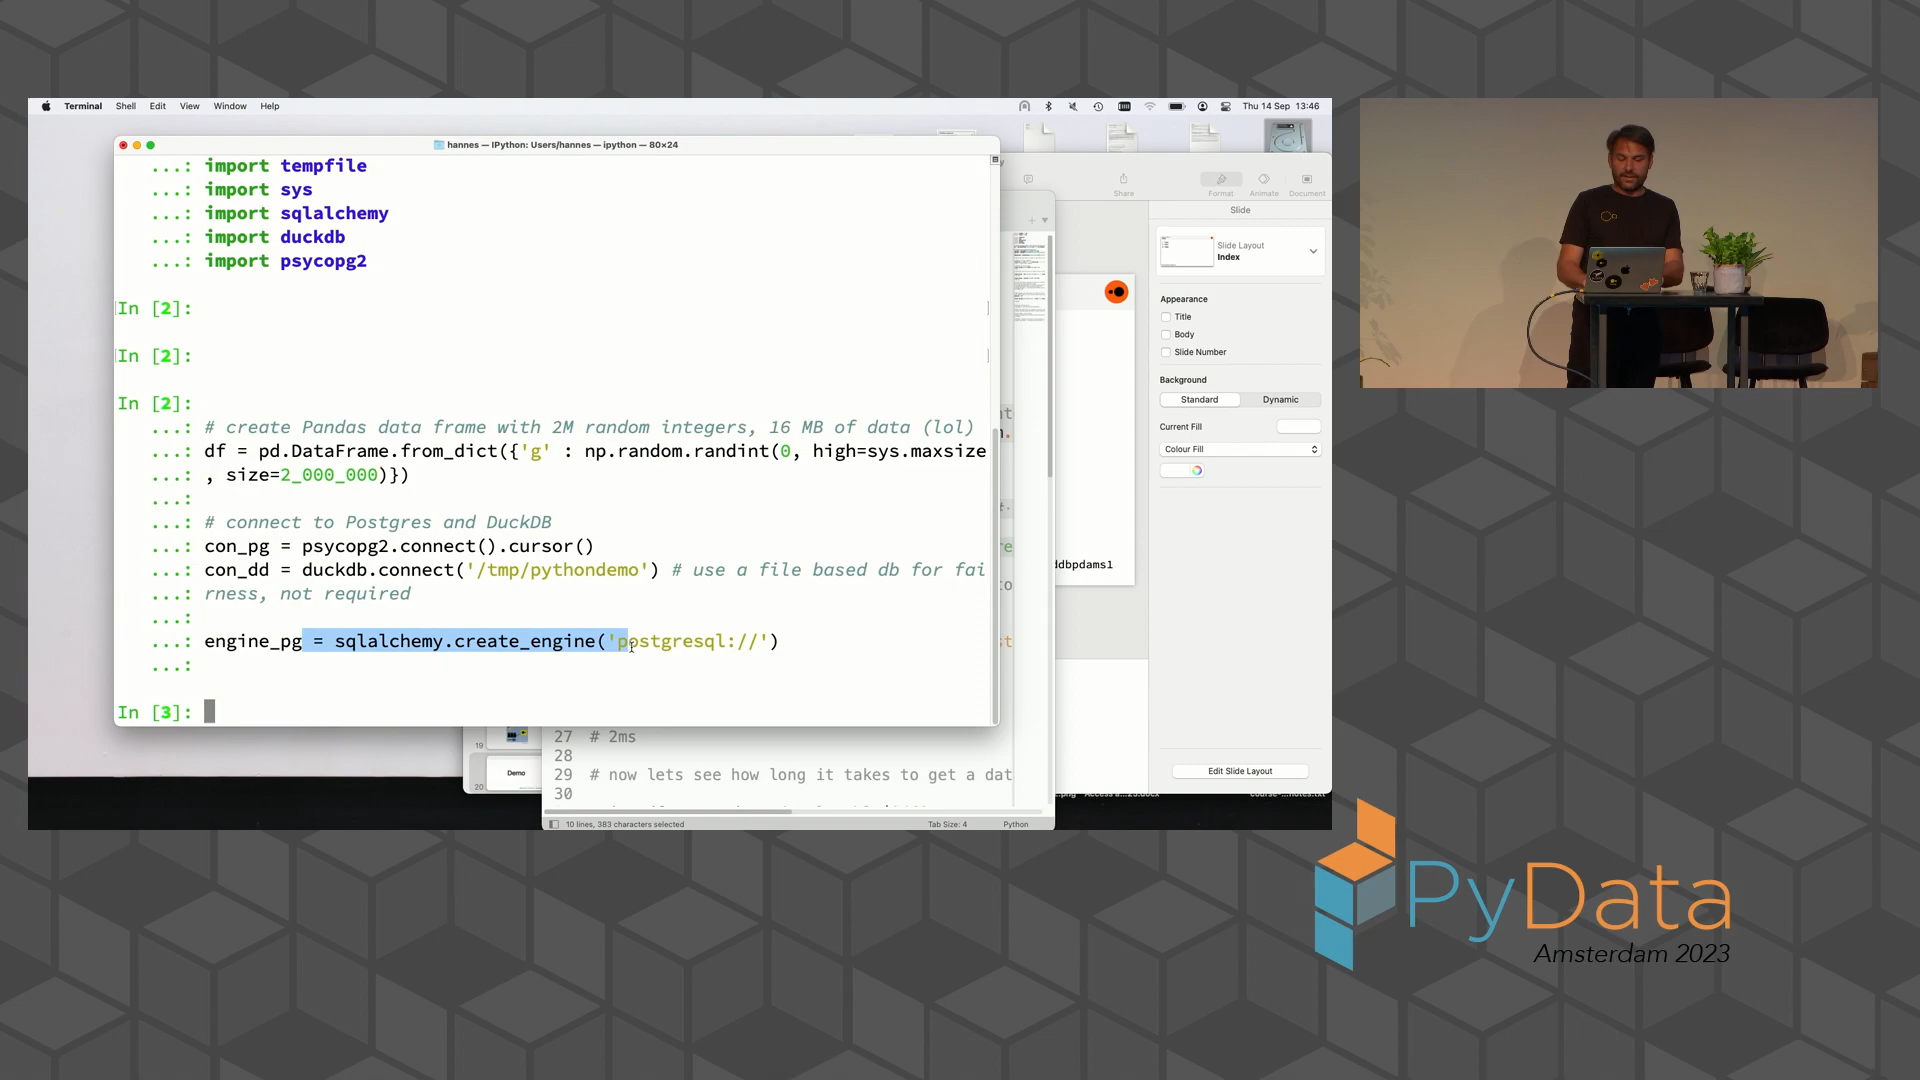 Terminal Shell Edit View Window Help
Thu 14 Sep 13:46
hannes — IPython: Users/hannes — ipython — 80×24
...: import tempfile
...: import sys
...: import sqlalchemy
...: import duckdb
...: import psycopg2
In [2]:
In [2]:
In [2]:
...: # create Pandas data frame with 2M random integers, 16 MB of data (lol)
...: df = pd.DataFrame.from_dict({'g' : np.random.randint(0, high=sys.maxsize
...: , size=2_000_000)})
...:
...: # connect to Postgres and DuckDB
...: con_pg = psycopg2.connect().cursor()
...: con_dd = duckdb.connect('/tmp/pythondemo') # use a file based db for fai
...: rness, not required
...:
...: engine_pg = sqlalchemy.create_engine('postgresql://')
...:
In [3]:
27 # 2ms
28
29 # now lets see how long it takes to get a dat
30
10 lines, 383 characters selected
Tab Size: 4
Python
19
Demo
20
ddbpdams1
Share
Format
Animate
Document
Slide
Slide Layout
Index
Appearance
Title
Body
Slide Number
Background
Standard
Dynamic
Current Fill
Colour Fill
Edit Slide Layout
PyData
Amsterdam 2023